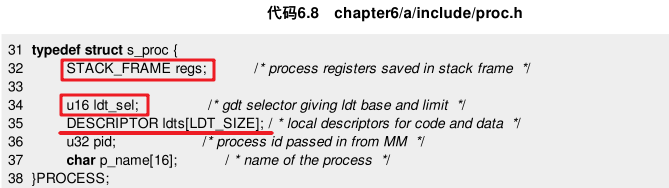 代码6.8 chapter6/a/include/proc.h
31 typedef struct s_proc {
32 STACK_FRAME regs; /* process registers saved in stack frame */
33
34 u16 ldt_sel; /* gdt selector giving ldt base and limit */
35 DESCRIPTOR ldts[LDT_SIZE]; / * local descriptors for code and data */
36 u32 pid; /* process id passed in from MM */
37 char p_name[16]; / * name of the process */
38 }PROCESS;